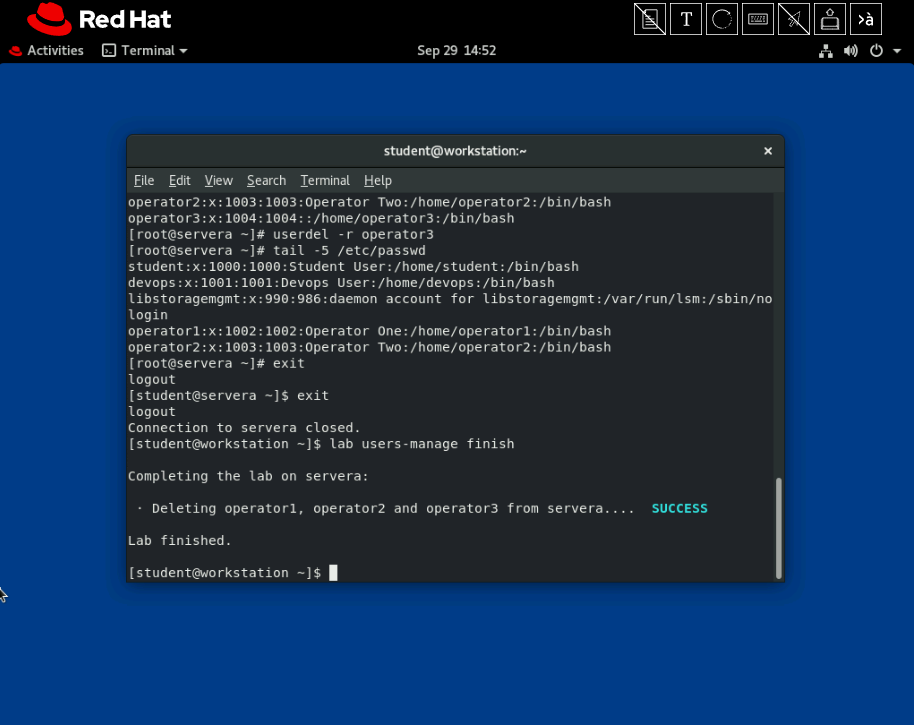 Red Hat
T
>à
Activities Terminal Sep 29 14:52
student@workstation:~ ×
File Edit View Search Terminal Help
operator2:x:1003:1003:Operator Two:/home/operator2:/bin/bash
operator3:x:1004:1004::/home/operator3:/bin/bash
[root@servera ~]# userdel -r operator3
[root@servera ~]# tail -5 /etc/passwd
student:x:1000:1000:Student User:/home/student:/bin/bash
devops:x:1001:1001:Devops User:/home/devops:/bin/bash
libstoragemgmt:x:990:986:daemon account for libstoragemgmt:/var/run/lsm:/sbin/no
login
operator1:x:1002:1002:Operator One:/home/operator1:/bin/bash
operator2:x:1003:1003:Operator Two:/home/operator2:/bin/bash
[root@servera ~]# exit
logout
[student@servera ~]$ exit
logout
Connection to servera closed.
[student@workstation ~]$ lab users-manage finish
Completing the lab on servera:
· Deleting operator1, operator2 and operator3 from servera.... SUCCESS
Lab finished.
[student@workstation ~]$